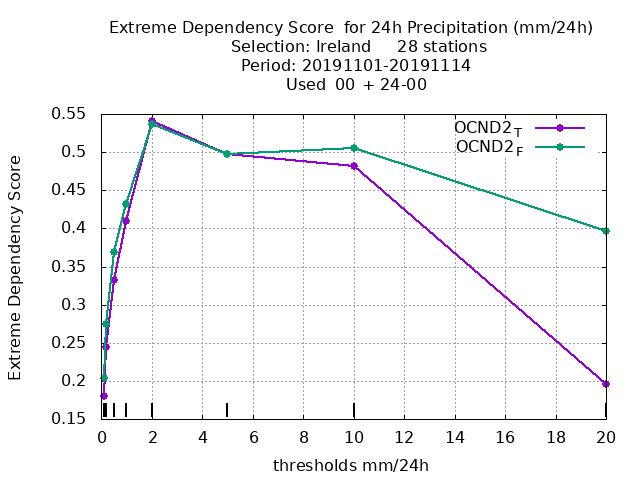 Extreme Dependency Score  for 24h Precipitation (mm/24h)
Selection: Ireland     28 stations
Period: 20191101-20191114
Used  00  + 24-00
OCND2T
OCND2F
Extreme Dependency Score
0.55
0.5
0.45
0.4
0.35
0.3
0.25
0.2
0.15
0 2 4 6 8 10 12 14 16 18 20
thresholds mm/24h